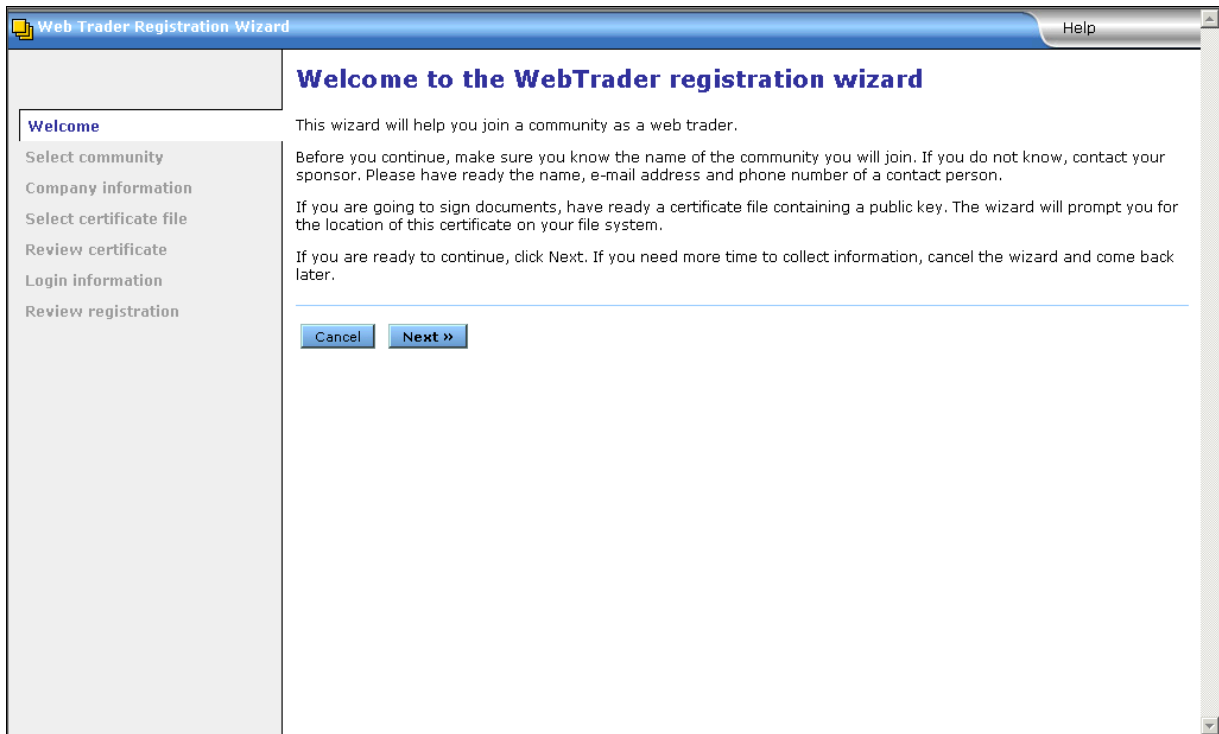 Web Trader Registration Wizard
Help
Welcome to the WebTrader registration wizard
Welcome
Select community
Company information
Select certificate file
Review certificate
Login information
Review registration
This wizard will help you join a community as a web trader.
Before you continue, make sure you know the name of the community you will join. If you do not know, contact your
sponsor. Please have ready the name, e-mail address and phone number of a contact person.
If you are going to sign documents, have ready a certificate file containing a public key. The wizard will prompt you for
the location of this certificate on your file system.
If you are ready to continue, click Next. If you need more time to collect information, cancel the wizard and come back
later.
Cancel
Next »